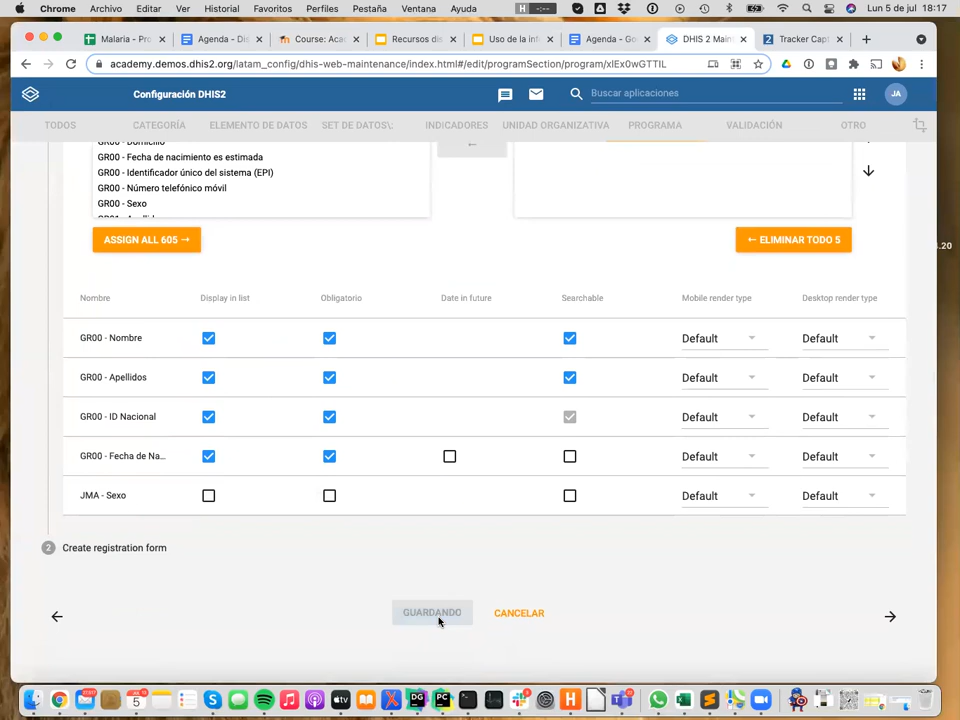 Chrome Archivo Editar Ver Historial Favoritos Perfiles Pestaña Ventana Ayuda Lun 5 de jul 18:17
Malaria - Pro Agenda - Dis Course: Aca Recursos dis Uso de la inf Agenda - Go DHIS 2 Main Tracker Capt
academy.demos.dhis2.org/latam_config/dhis-web-maintenance/index.html#/edit/programSection/program/xlEx0wGTTIL
Configuración DHIS2 Buscar aplicaciones JA
TODOS CATEGORÍA ELEMENTO DE DATOS SET DE DATOS\; INDICADORES UNIDAD ORGANIZATIVA PROGRAMA VALIDACIÓN OTRO
GR00 - Domicilio
GR00 - Fecha de nacimiento es estimada
GR00 - Identificador único del sistema (EPI)
GR00 - Número telefónico móvil
GR00 - Sexo
ASSIGN ALL 605 → ← ELIMINAR TODO 5
.20
Nombre Display in list Obligatorio Date in future Searchable Mobile render type Desktop render type
GR00 - Nombre Default Default
GR00 - Apellidos Default Default
GR00 - ID Nacional Default Default
GR00 - Fecha de Na... Default Default
JMA - Sexo Default Default
2 Create registration form
GUARDANDO CANCELAR